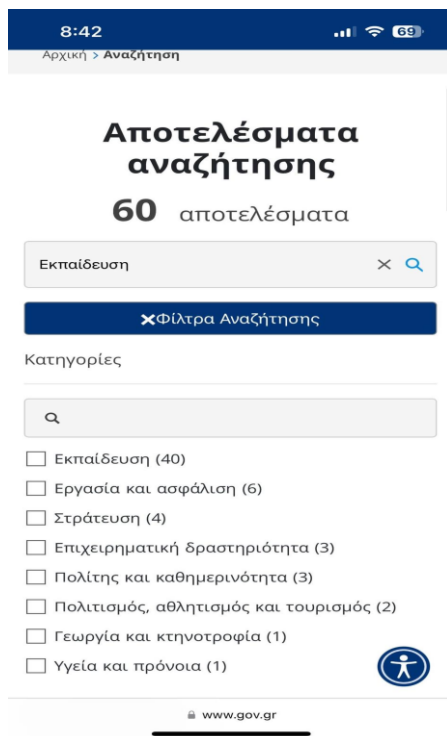 8:42
69
Αρχική > Αναζήτηση
Αποτελέσματα
αναζήτησης
60 αποτελέσματα
Εκπαίδευση
Φίλτρα Αναζήτησης
Κατηγορίες
Εκπαίδευση (40)
Εργασία και ασφάλιση (6)
Στράτευση (4)
Επιχειρηματική δραστηριότητα (3)
Πολίτης και καθημερινότητα (3)
Πολιτισμός, αθλητισμός και τουρισμός (2)
Γεωργία και κτηνοτροφία (1)
Υγεία και πρόνοια (1)
www.gov.gr